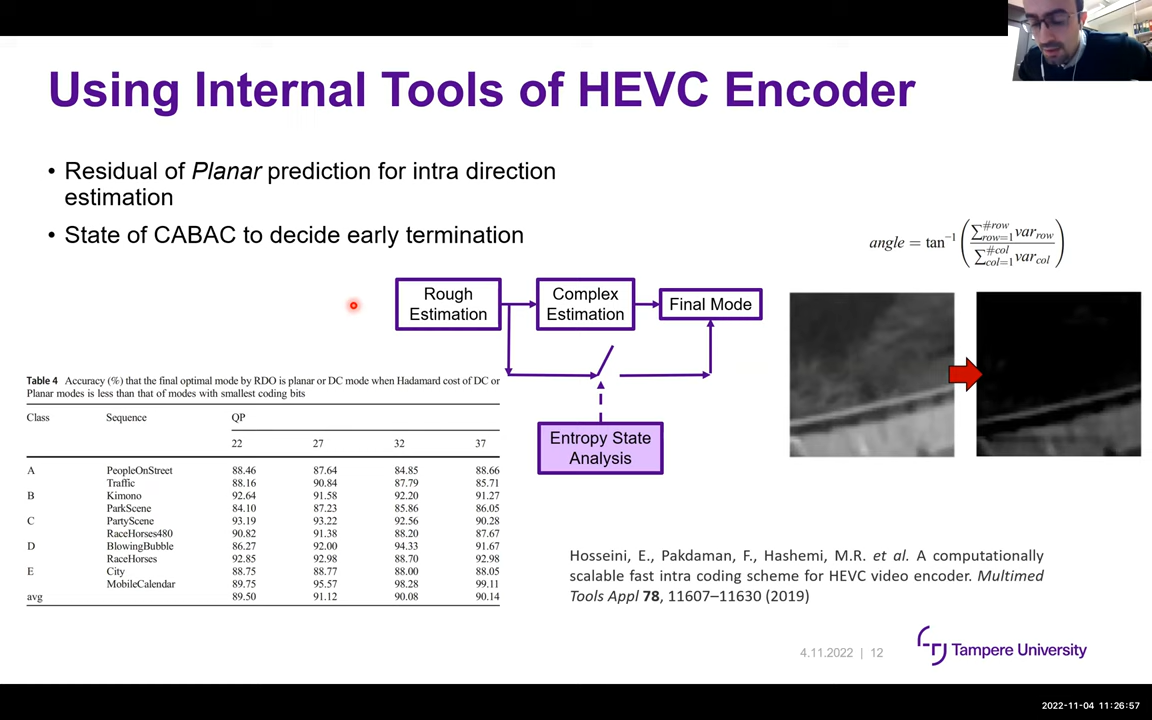 Using Internal Tools of HEVC Encoder
• Residual of Planar prediction for intra direction
estimation
• State of CABAC to decide early termination
angle = tan⁻¹ ( ∑^{#row}_{row=1} var_{row} / ∑^{#col}_{col=1} var_{col} )
Rough
Estimation
Complex
Estimation
Final Mode
Entropy State
Analysis
Table 4 Accuracy (%) that the final optimal mode by RDO is planar or DC mode when Hadamard cost of DC or
Planar modes is less than that of modes with smallest coding bits
Class Sequence QP
22 27 32 37
A PeopleOnStreet 88.46 87.64 84.85 88.66
Traffic 88.16 90.84 87.79 85.71
B Kimono 92.64 91.58 92.20 91.27
ParkScene 84.10 87.23 85.86 86.05
C PartyScene 93.19 93.22 92.56 90.28
RaceHorses480 90.82 91.38 88.20 87.67
D BlowingBubble 86.27 92.00 94.33 91.67
RaceHorses 92.85 92.98 88.70 92.98
E City 88.75 88.77 88.00 88.05
MobileCalendar 89.75 95.57 98.28 99.11
avg 89.50 91.12 90.08 90.14
Hosseini, E., Pakdaman, F., Hashemi, M.R. et al. A computationally
scalable fast intra coding scheme for HEVC video encoder. Multimed
Tools Appl 78, 11607–11630 (2019)
4.11.2022 | 12
Tampere University
2022-11-04 11:26:57